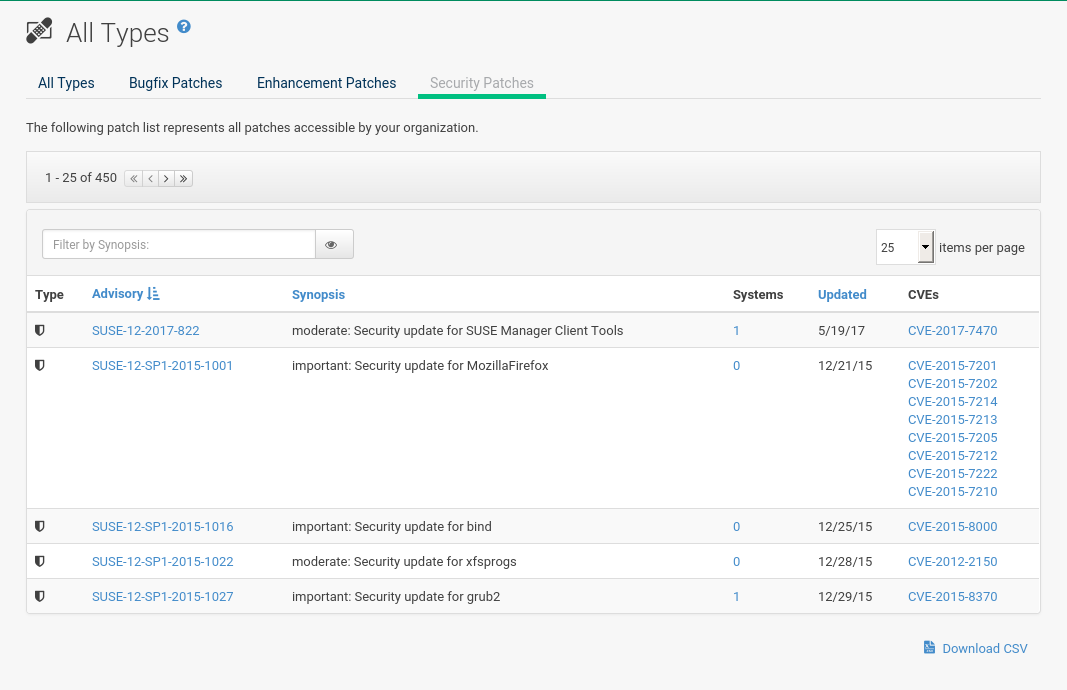 All Types ?
All Types Bugfix Patches Enhancement Patches Security Patches
The following patch list represents all patches accessible by your organization.
1 - 25 of 450
Filter by Synopsis: 25 items per page
Type Advisory Synopsis Systems Updated CVEs
SUSE-12-2017-822 moderate: Security update for SUSE Manager Client Tools 1 5/19/17 CVE-2017-7470
SUSE-12-SP1-2015-1001 important: Security update for MozillaFirefox 0 12/21/15 CVE-2015-7201
CVE-2015-7202
CVE-2015-7214
CVE-2015-7213
CVE-2015-7205
CVE-2015-7212
CVE-2015-7222
CVE-2015-7210
SUSE-12-SP1-2015-1016 important: Security update for bind 0 12/25/15 CVE-2015-8000
SUSE-12-SP1-2015-1022 moderate: Security update for xfsprogs 0 12/28/15 CVE-2012-2150
SUSE-12-SP1-2015-1027 important: Security update for grub2 1 12/29/15 CVE-2015-8370
Download CSV